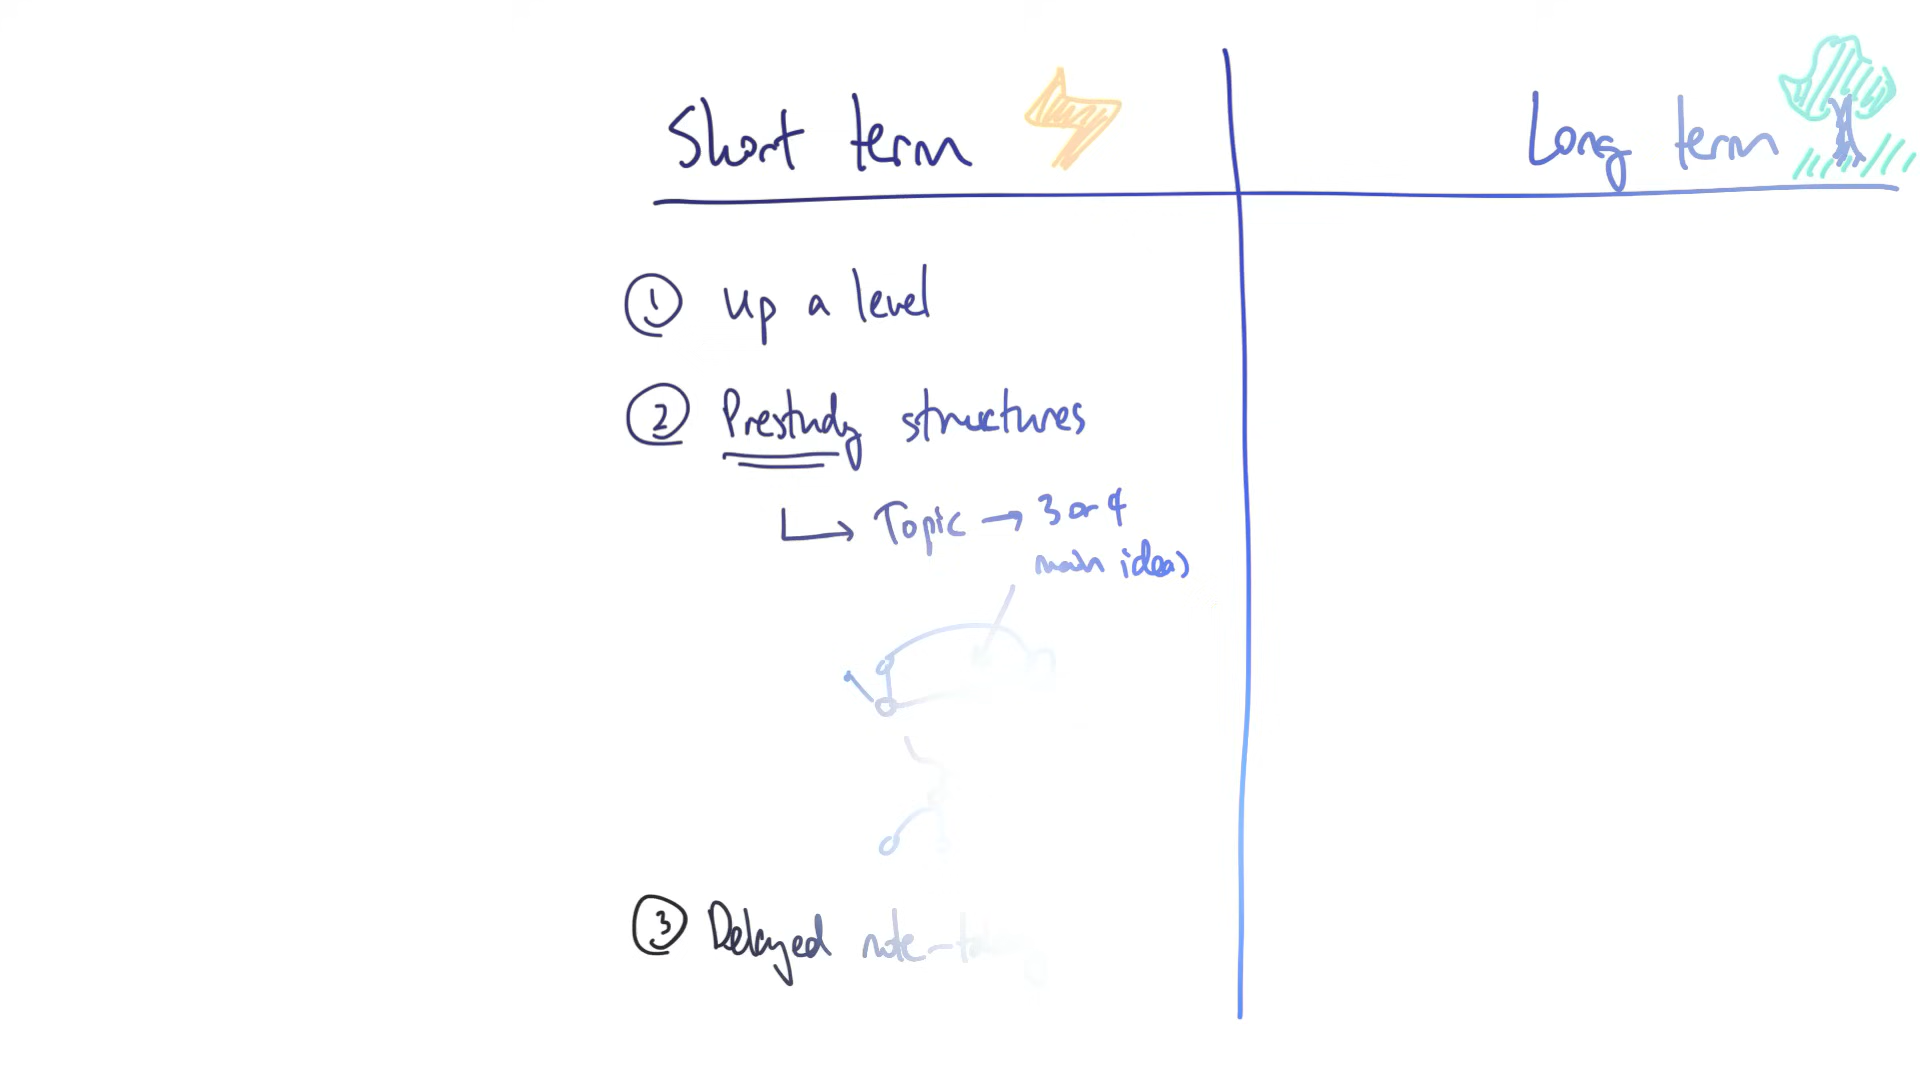 Short term
Long term
1 Up a level
2 Prestudy structures
Topic → 3 or 4
main ideas
3 Delayed note-taking